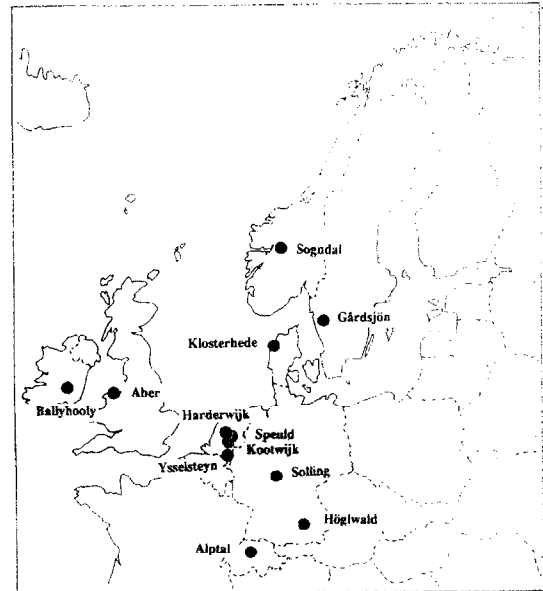 Sogndal
Gårdsjön
Klosterhede
Aber
Ballyhooly
Harderwijk
Speuld
Kootwijk
Ysselsteyn
Solling
Höglwald
Alptal